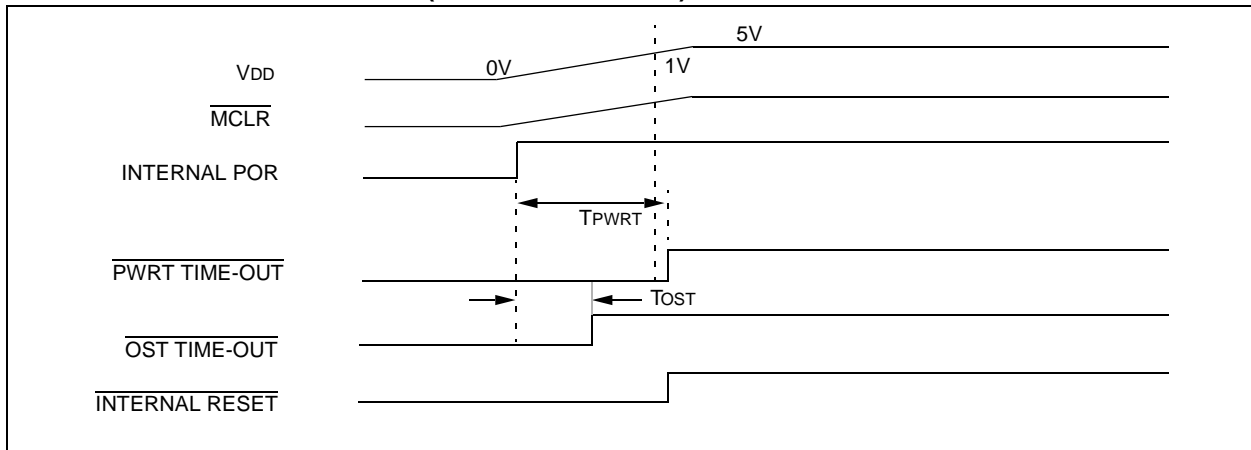 5V
0V
1V
VDD
MCLR
INTERNAL POR
TPWRT
PWRT TIME-OUT
TOST
OST TIME-OUT
INTERNAL RESET